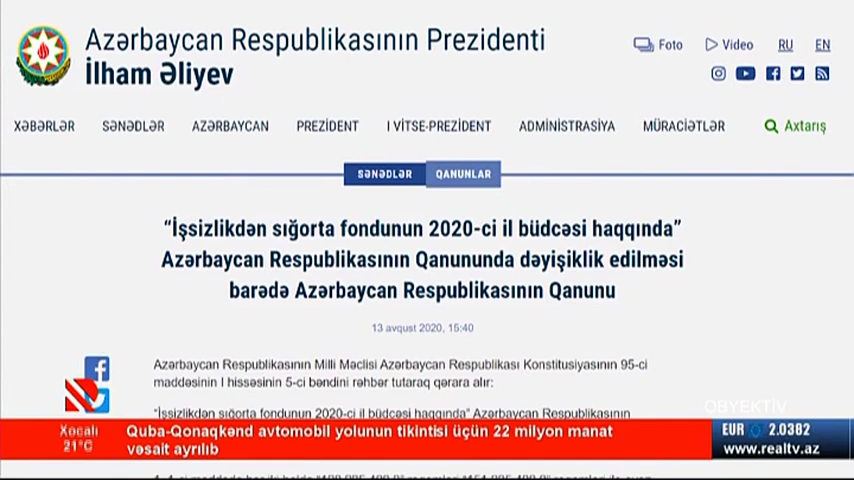 Azərbaycan Respublikasının Prezidenti
İlham Əliyev
Foto Video RU EN
XƏBƏRLƏR SƏNƏDLƏR AZƏRBAYCAN PREZİDENT I VİTSE-PREZİDENT ADMİNİSTRASİYA MÜRACİƏTLƏR Axtarış
SƏNƏDLƏR QANUNLAR
“İşsizlikdən sığorta fondunun 2020-ci il büdcəsi haqqında”
Azərbaycan Respublikasının Qanununda dəyişiklik edilməsi
barədə Azərbaycan Respublikasının Qanunu
13 avqust 2020, 15:40
Azərbaycan Respublikasının Milli Məclisi Azərbaycan Respublikası Konstitusiyasının 95-ci
maddəsinin I hissəsinin 5-ci bəndini rəhbər tutaraq qərara alır:
“İşsizlikdən sığorta fondunun 2020-ci il büdcəsi haqqında” Azərbaycan Respublikasının
OBYEKTİV
Xocalı
21°C
Quba-Qonaqkənd avtomobil yolunun tikintisi üçün 22 milyon manat
vəsait ayrılıb
EUR 2.0382
www.realtv.az